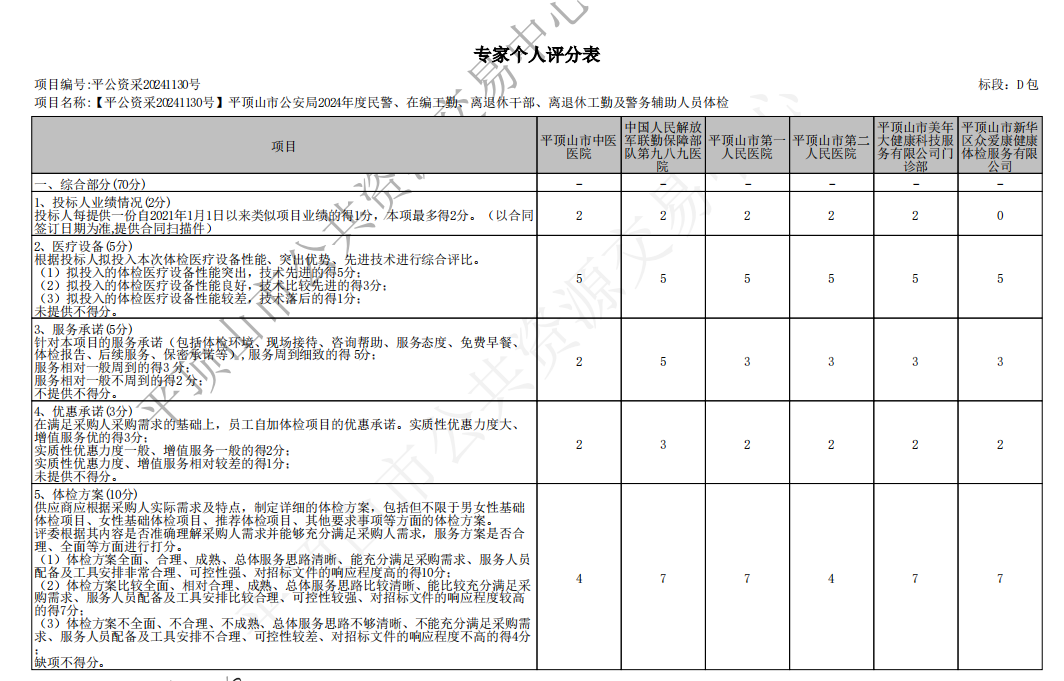 专家个人评分表
项目编号:平公资采20241130号
标段: D包
项目名称:【平公资采20241130号】平顶山市公安局2024年度民警、在编工勤、离退休干部、离退休工勤及警务辅助人员体检
项目
平顶山市中医
医院
中国人民解放
军联勤保障部
队第九八九医
院
平顶山市第一
人民医院
平顶山市第二
人民医院
平顶山市美年
大健康科技服
务有限公司门
诊部
平顶山市新华
区众爱康健康
体检服务有限
公司
一、综合部分(70分)
- - - - - -
1、投标人业绩情况(2分)
投标人每提供一份自2021年1月1日以来类似项目业绩的得1分，本项最多得2分。（以合同
签订日期为准,提供合同扫描件）
2 2 2 2 2 0
2、医疗设备(5分)
根据投标人拟投入本次体检医疗设备性能、突出优势、先进技术进行综合评比。
（1）拟投入的体检医疗设备性能突出，技术先进的得5分；
（2）拟投入的体检医疗设备性能良好，技术比较先进的得3分；
（3）拟投入的体检医疗设备性能较差，技术落后的得1分；
未提供不得分。
5 5 5 5 5 5
3、服务承诺(5分)
针对本项目的服务承诺（包括体检环境、现场接待、咨询帮助、服务态度、免费早餐、
体检报告、后续服务、保密承诺等）,服务周到细致的得 5分；
服务相对一般周到的得3 分；
服务相对一般不周到的得2 分；
不提供不得分。
2 5 3 3 3 3
4、优惠承诺(3分)
在满足采购人采购需求的基础上，员工自加体检项目的优惠承诺。实质性优惠力度大、
增值服务优的得3分；
实质性优惠力度一般、增值服务一般的得2分；
实质性优惠力度、增值服务相对较差的得1分；
未提供不得分。
2 3 2 2 2 2
5、体检方案(10分)
供应商应根据采购人实际需求及特点，制定详细的体检方案，包括但不限于男女性基础
体检项目、女性基础体检项目、推荐体检项目、其他要求事项等方面的体检方案。
评委根据其内容是否准确理解采购人需求并能够充分满足采购人需求，服务方案是否合
理、全面等方面进行打分。
（1）体检方案全面、合理、成熟、总体服务思路清晰、能充分满足采购需求、服务人员
配备及工具安排非常合理、可控性强、对招标文件的响应程度高的得10分；
（2）体检方案比较全面、相对合理、成熟、总体服务思路比较清晰、能比较充分满足采
购需求、服务人员配备及工具安排比较合理、可控性较强、对招标文件的响应程度较高
的得7分；
（3）体检方案不全面、不合理、不成熟、总体服务思路不够清晰、不能充分满足采购需
求、服务人员配备及工具安排不合理、可控性较差、对招标文件的响应程度不高的得4分
；
缺项不得分。
4 7 7 4 7 7
平顶山市公共资源交易中心
平顶山市公共资源交易中心